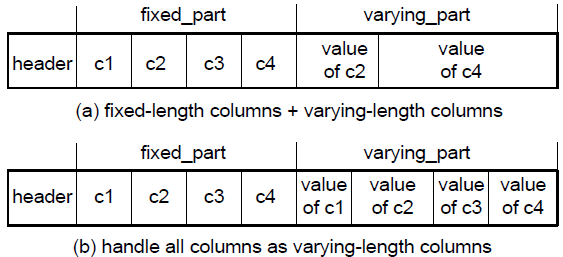 fixed_part varying_part
header c1 c2 c3 c4 value of c2 value of c4
(a) fixed-length columns + varying-length columns
fixed_part varying_part
header c1 c2 c3 c4 value of c1 value of c2 value of c3 value of c4
(b) handle all columns as varying-length columns